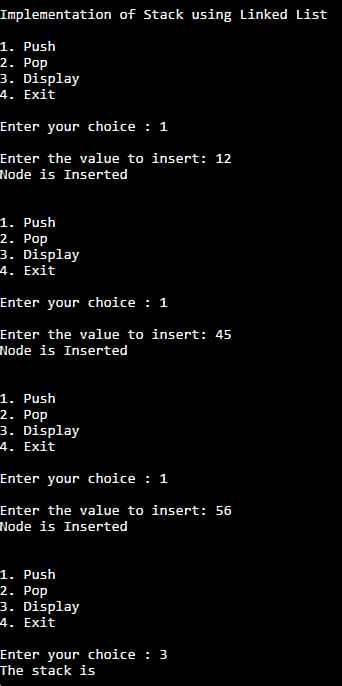 Implementation of Stack using Linked List
1. Push
2. Pop
3. Display
4. Exit
Enter your choice : 1
Enter the value to insert: 12
Node is Inserted
1. Push
2. Pop
3. Display
4. Exit
Enter your choice : 1
Enter the value to insert: 45
Node is Inserted
1. Push
2. Pop
3. Display
4. Exit
Enter your choice : 1
Enter the value to insert: 56
Node is Inserted
1. Push
2. Pop
3. Display
4. Exit
Enter your choice : 3
The stack is